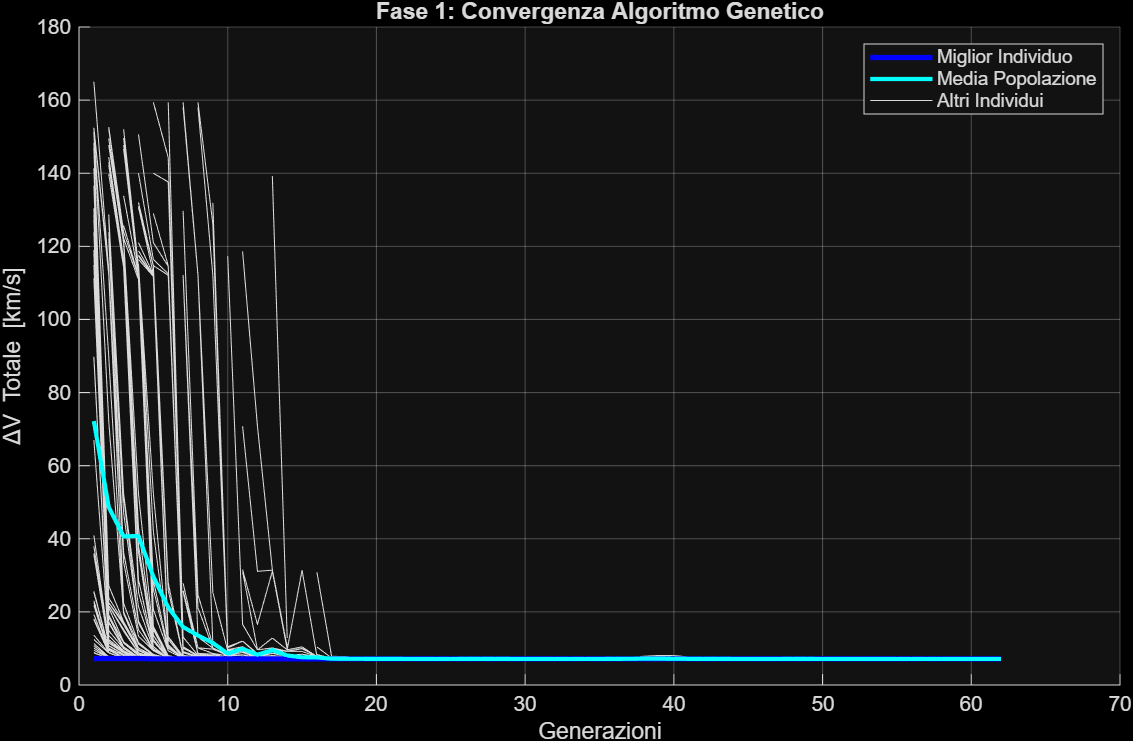 Fase 1: Convergenza Algoritmo Genetico
Miglior Individuo
Media Popolazione
Altri Individui
180
160
140
120
100
80
60
40
20
0
ΔV Totale [km/s]
0 10 20 30 40 50 60 70
Generazioni